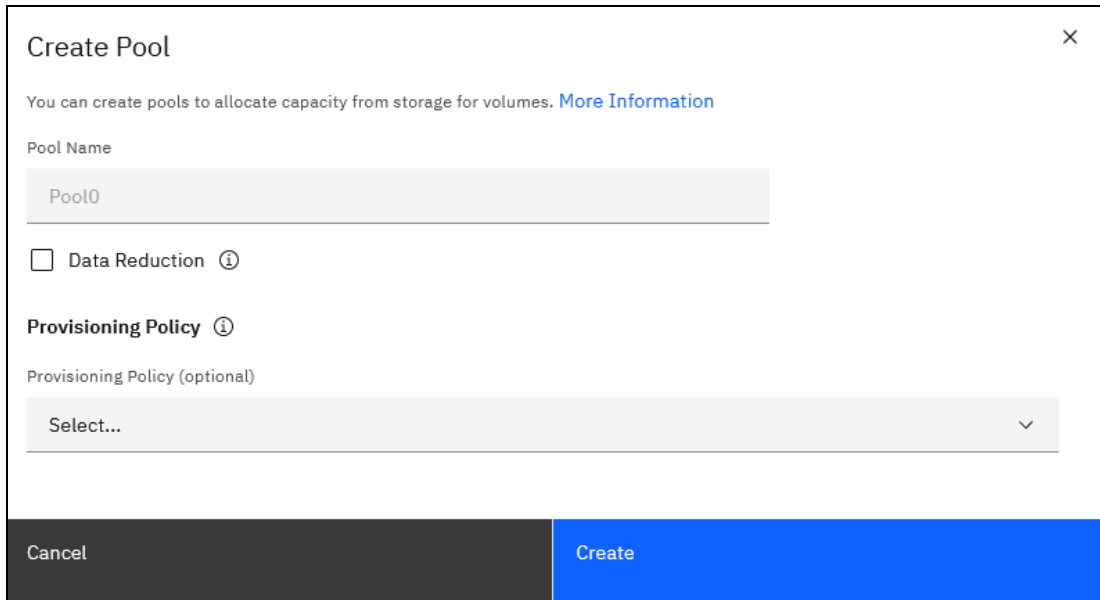 Create Pool
You can create pools to allocate capacity from storage for volumes. More Information
Pool Name
Pool0
Data Reduction
Provisioning Policy
Provisioning Policy (optional)
Select...
Cancel
Create